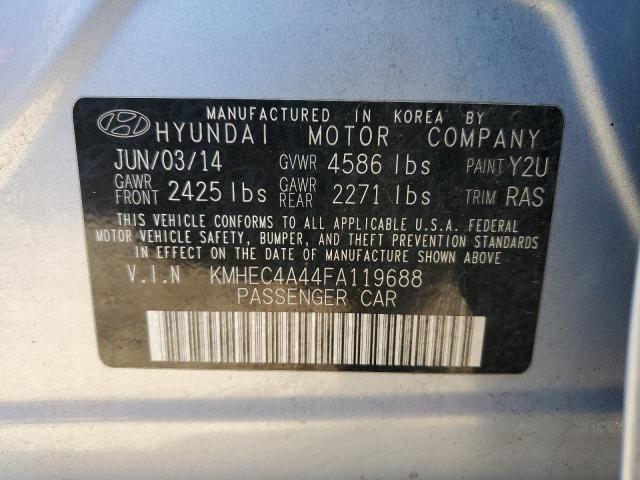 MANUFACTURED IN KOREA BY
HYUNDAI MOTOR COMPANY
JUN/03/14 GVWR 4586 lbs PAINT Y2U
GAWR FRONT 2425 lbs GAWR REAR 2271 lbs TRIM RAS
THIS VEHICLE CONFORMS TO ALL APPLICABLE U.S.A. FEDERAL
MOTOR VEHICLE SAFETY, BUMPER, AND THEFT PREVENTION STANDARDS
IN EFFECT ON THE DATE OF MANUFACTURE SHOWN ABOVE
V.I.N KMHEC4A44FA119688
PASSENGER CAR